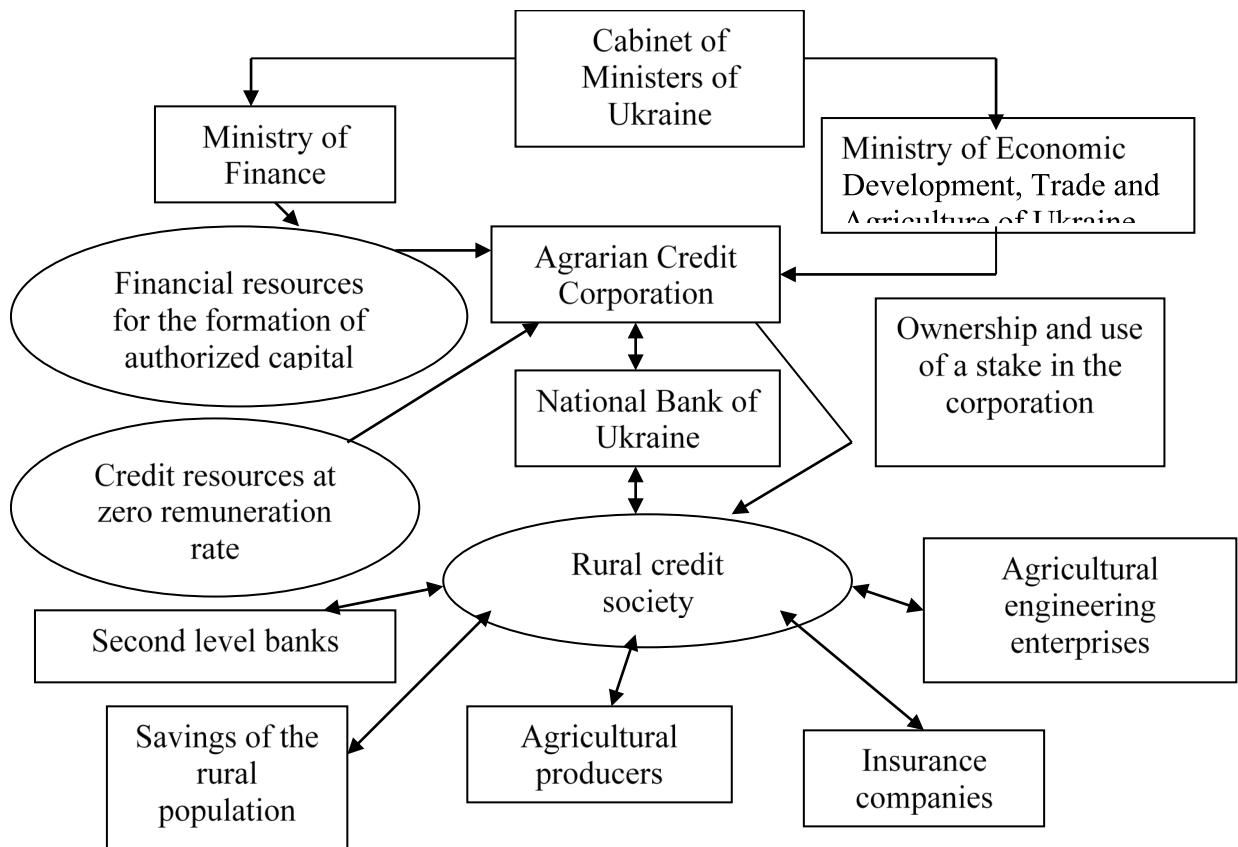 Cabinet of
Ministers of
Ukraine
Ministry of
Finance
Ministry of Economic
Development, Trade and
Agriculture of Ukraine
Financial resources
for the formation of
authorized capital
Agrarian Credit
Corporation
Ownership and use
of a stake in the
corporation
National Bank of
Ukraine
Credit resources at
zero remuneration
rate
Rural credit
society
Agricultural
engineering
enterprises
Second level banks
Savings of the
rural
population
Agricultural
producers
Insurance
companies